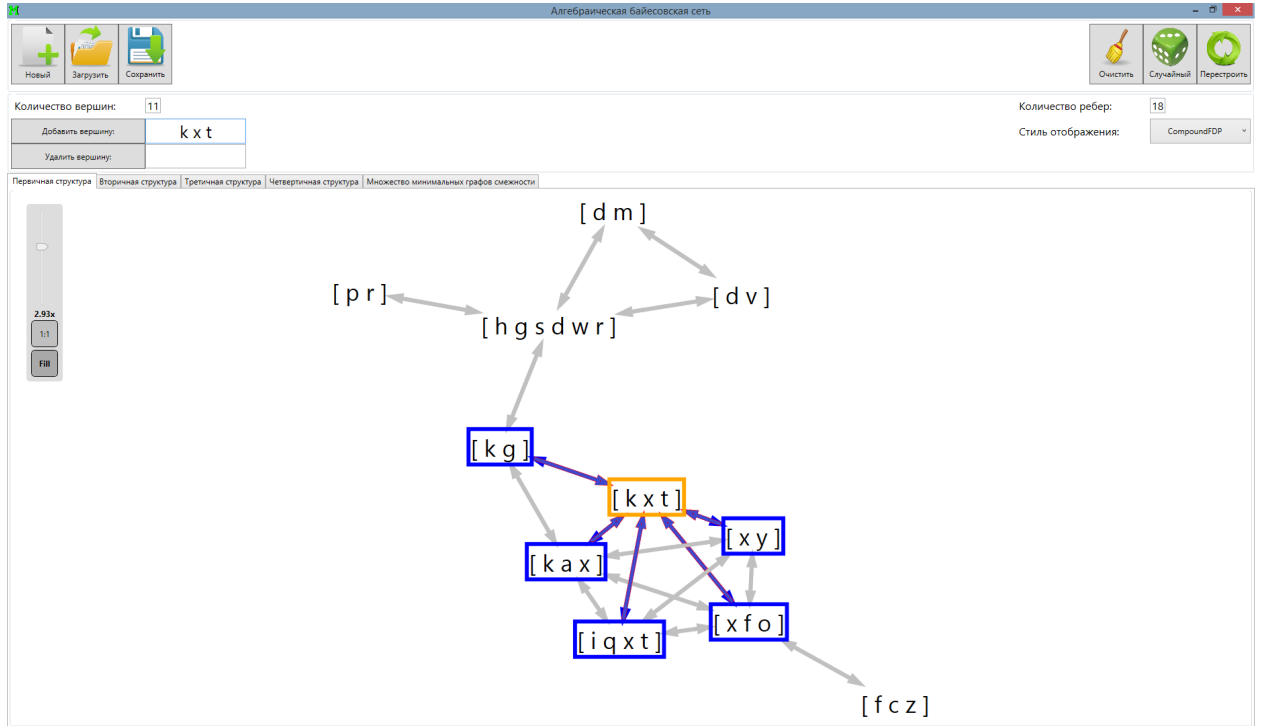 Алгебраическая байесовская сеть
Новый Загрузить Сохранить Очистить Случайный Перестроить
Количество вершин: 11 Количество ребер: 18
Добавить вершину: k x t Стиль отображения: CompoundFDP
Удалить вершину:
Первичная структура Вторичная структура Третичная структура Четвертичная структура Множество минимальных графов смежности
[ d m ]
[ p r ] [ d v ]
2.93x
[ h g s d w r ]
1:1
Fill
[ k g ]
[ k x t ]
[ x y ]
[ k a x ]
[ x f o ]
[ i q x t ]
[ f c z ]